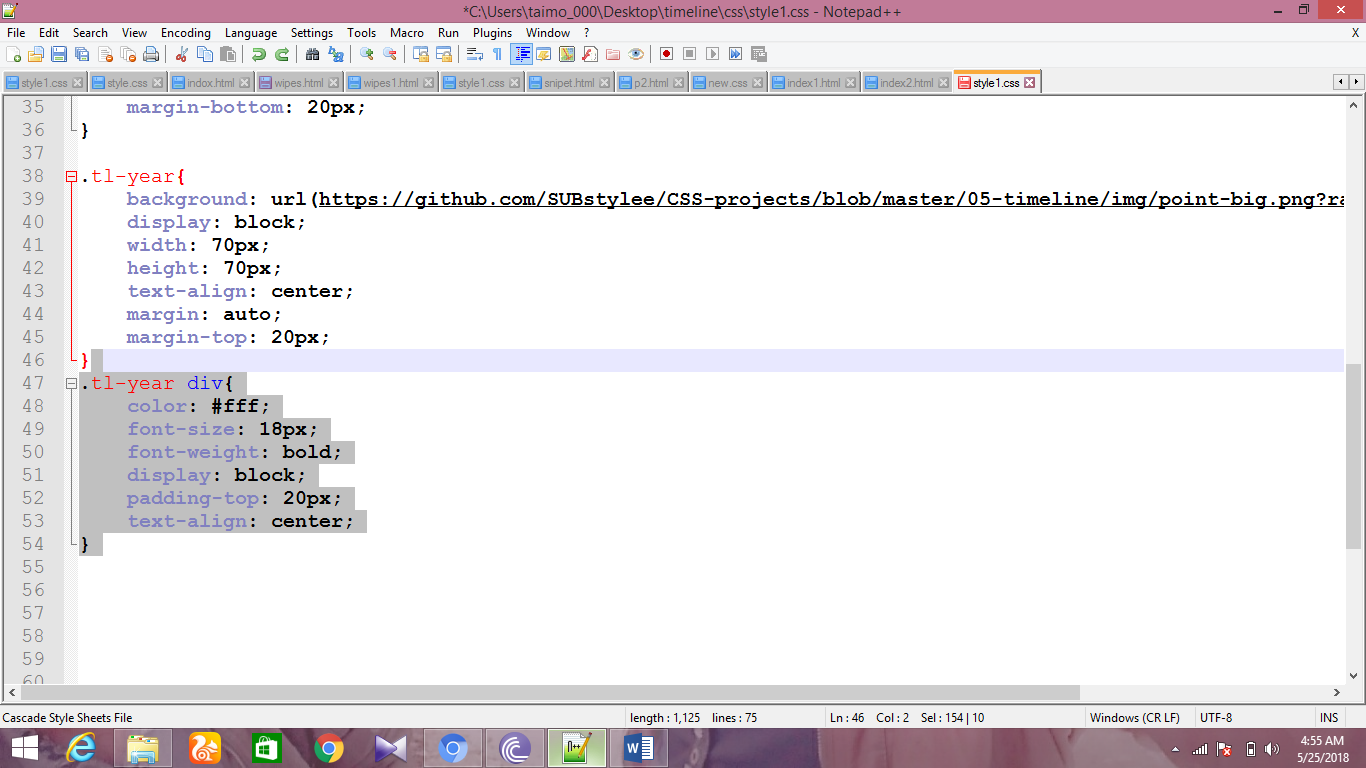 *C:\Users\taimo_000\Desktop\timeline\css\style1.css - Notepad++
File Edit Search View Encoding Language Settings Tools Macro Run Plugins Window ? X
style1.css style.css indox.html wipes.html wipes1.html style1.css snipet.html p2.html new.css index1.html index2.html style1.css
35 margin-bottom: 20px;
36 }
37
38 .tl-year{
39 background: url(https://github.com/SUBstylee/CSS-projects/blob/master/05-timeline/img/point-big.png?ra
40 display: block;
41 width: 70px;
42 height: 70px;
43 text-align: center;
44 margin: auto;
45 margin-top: 20px;
46 }
47 .tl-year div{
48 color: #fff;
49 font-size: 18px;
50 font-weight: bold;
51 display: block;
52 padding-top: 20px;
53 text-align: center;
54 }
55
56
57
58
59
60
Cascade Style Sheets File length : 1,125 lines : 75 Ln : 46 Col : 2 Sel : 154 | 10 Windows (CR LF) UTF-8 INS
4:55 AM
5/25/2018